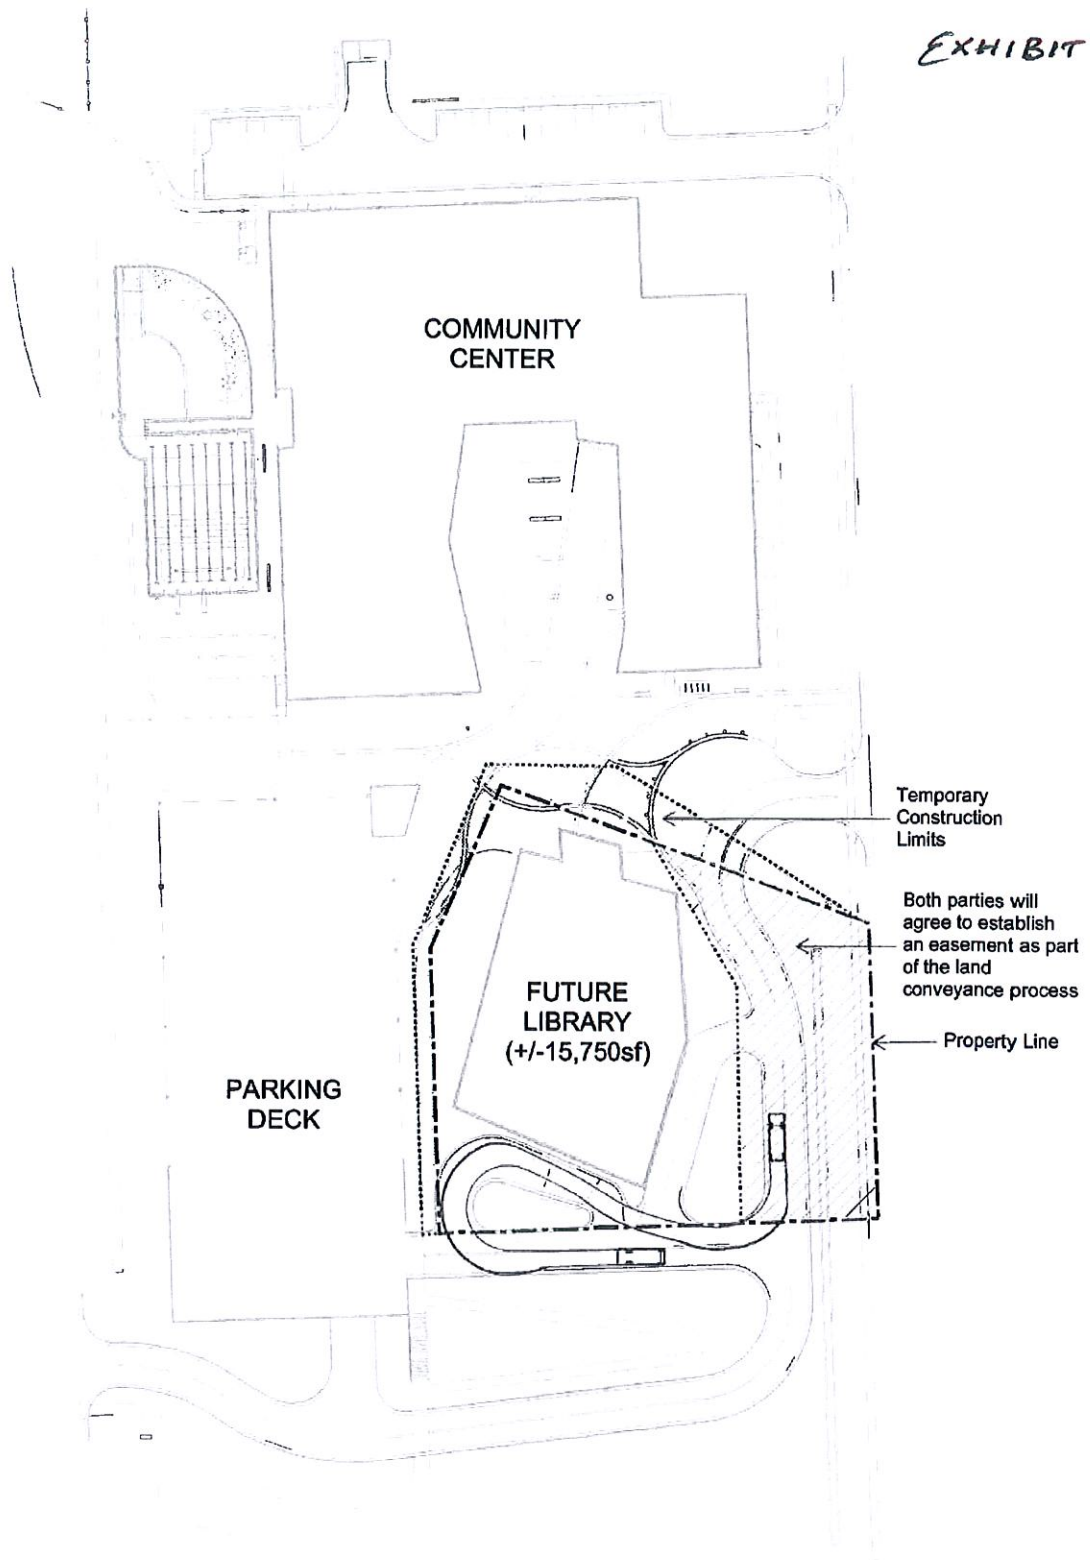 EXHIBIT
COMMUNITY
CENTER
Temporary
Construction
Limits
Both parties will
agree to establish
an easement as part
of the land
conveyance process
FUTURE
LIBRARY
(+/-15,750sf)
Property Line
PARKING
DECK